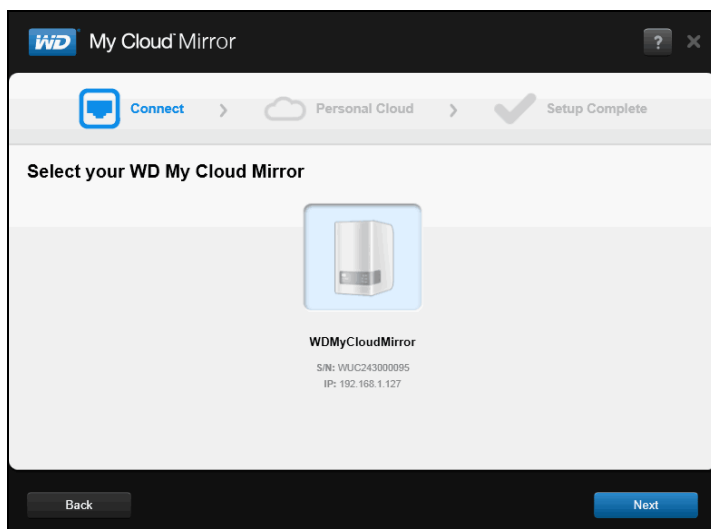 WD My Cloud Mirror
?
Connect > Personal Cloud > Setup Complete
Select your WD My Cloud Mirror
WDMyCloudMirror
S/N: WUC243000095
IP: 192.168.1.127
Back Next